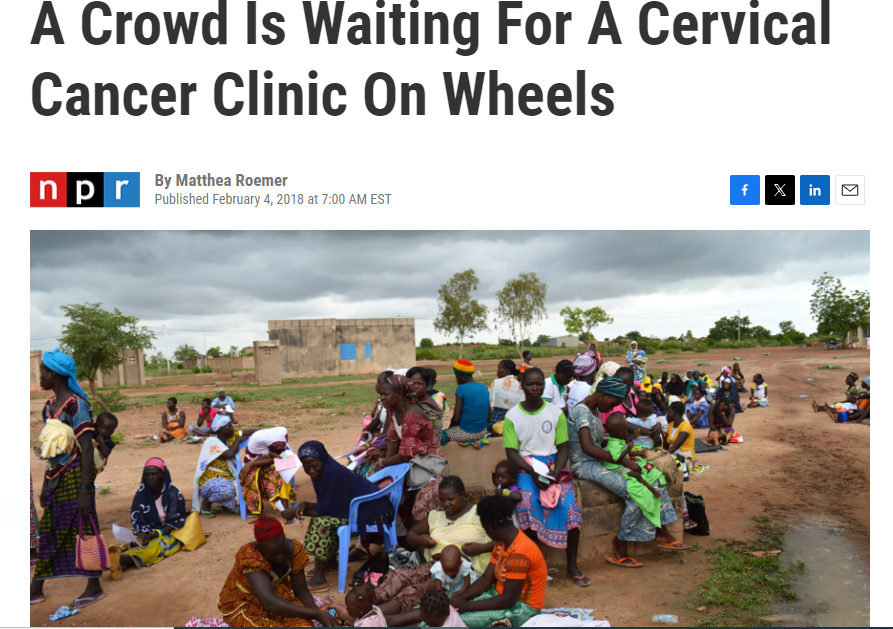 A Crowd Is Waiting For A Cervical
Cancer Clinic On Wheels
npr
By Matthea Roemer
Published February 4, 2018 at 7:00 AM EST
f
X
in